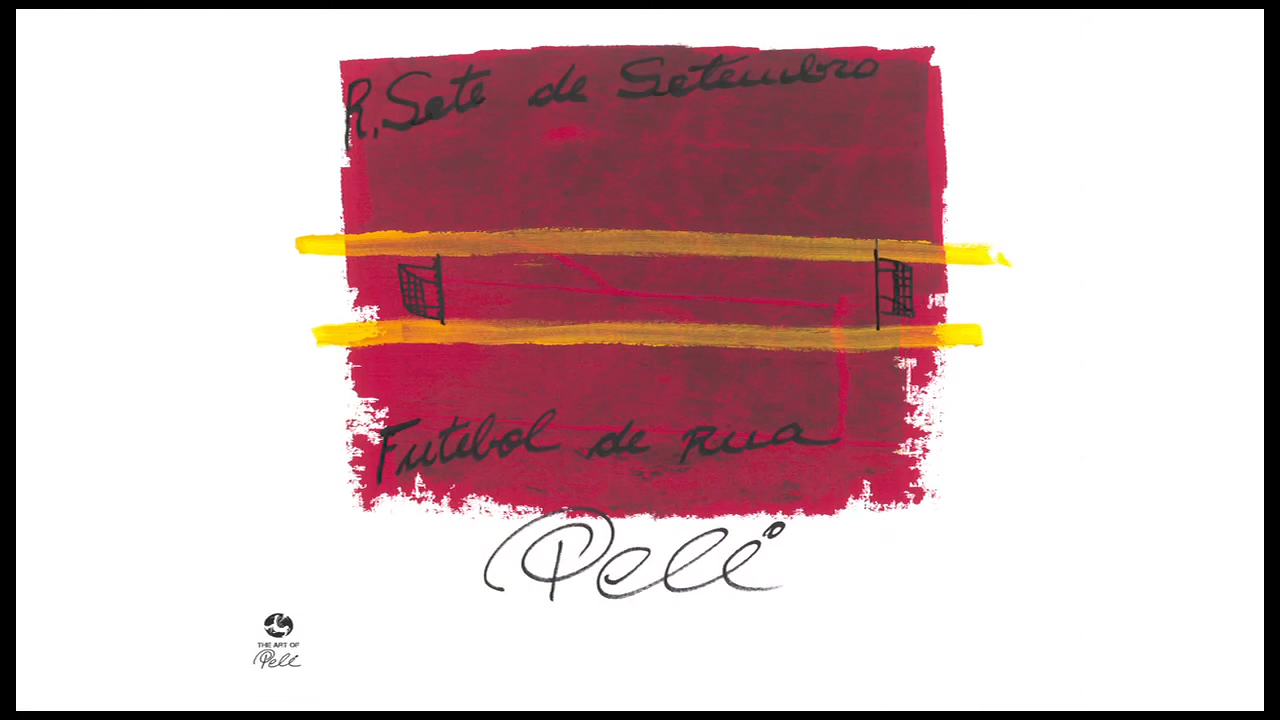 R. Sete de Setembro
Futebol de rua
Pelé
THE ART OF
Pelé